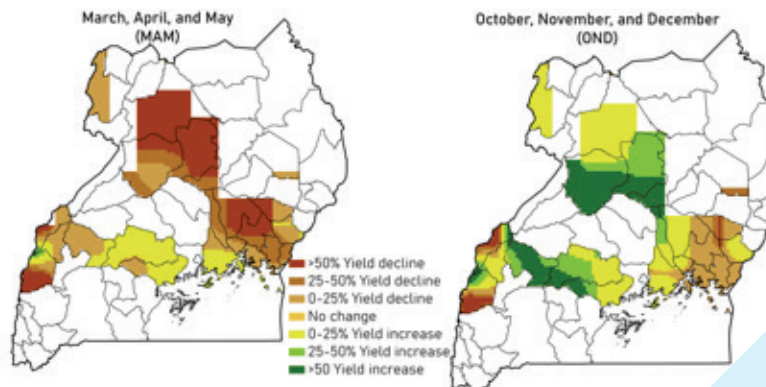 March, April, and May
(MAM)
October, November, and December
(OND)
>50% Yield decline
25-50% Yield decline
0-25% Yield decline
No change
0-25% Yield increase
25-50% Yield increase
>50 Yield increase